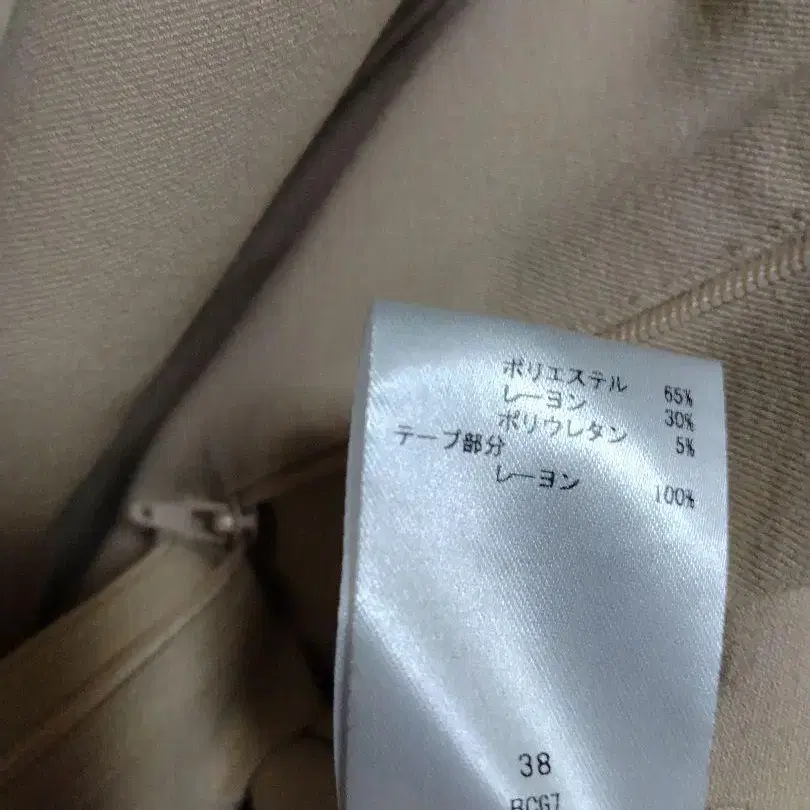 ポリエステル 65%
レーヨン 30%
ポリウレタン 5%
テープ部分
レーヨン 100%
38